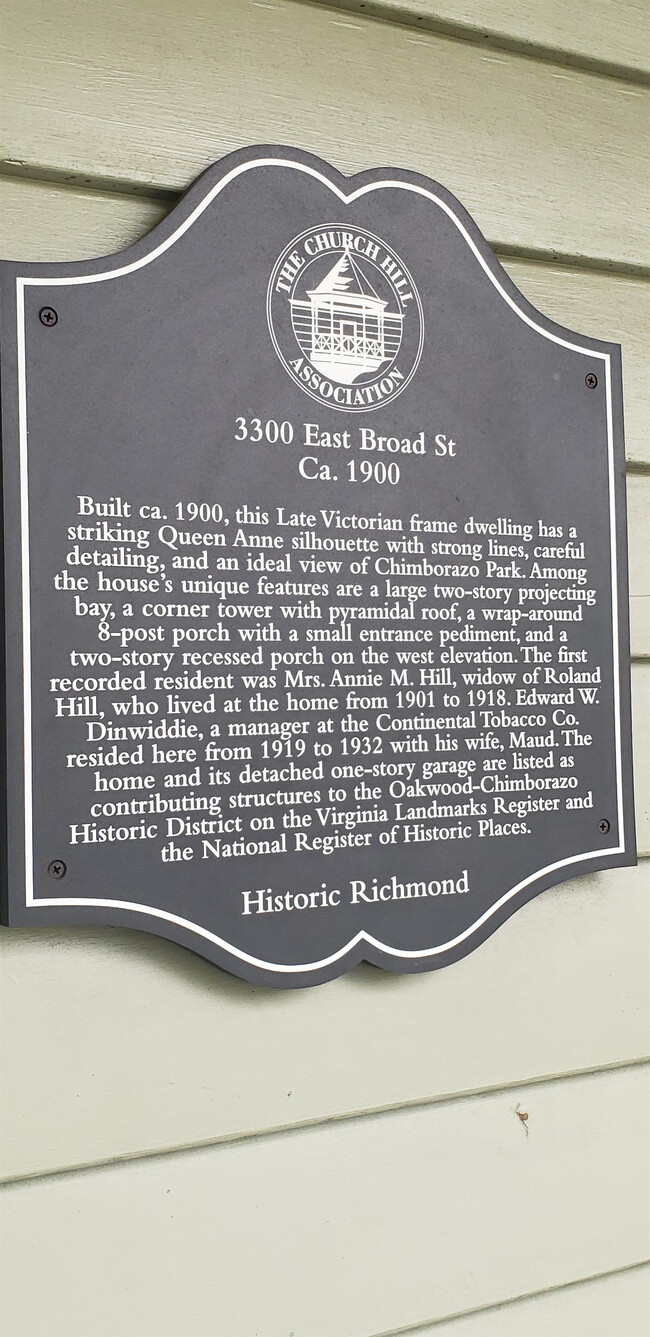 THE CHURCH HILL
ASSOCIATION
3300 East Broad St
Ca. 1900
Built ca. 1900, this Late Victorian frame dwelling has a
striking Queen Anne silhouette with strong lines, careful
detailing, and an ideal view of Chimborazo Park. Among
the house's unique features are a large two-story projecting
bay, a corner tower with pyramidal roof, a wrap-around
8-post porch with a small entrance pediment, and a
two-story recessed porch on the west elevation. The first
recorded resident was Mrs. Annie M. Hill, widow of Roland
Hill, who lived at the home from 1901 to 1918. Edward W.
Dinwiddie, a manager at the Continental Tobacco Co.
resided here from 1919 to 1932 with his wife, Maud. The
home and its detached one-story garage are listed as
contributing structures to the Oakwood-Chimborazo
Historic District on the Virginia Landmarks Register and
the National Register of Historic Places.
Historic Richmond